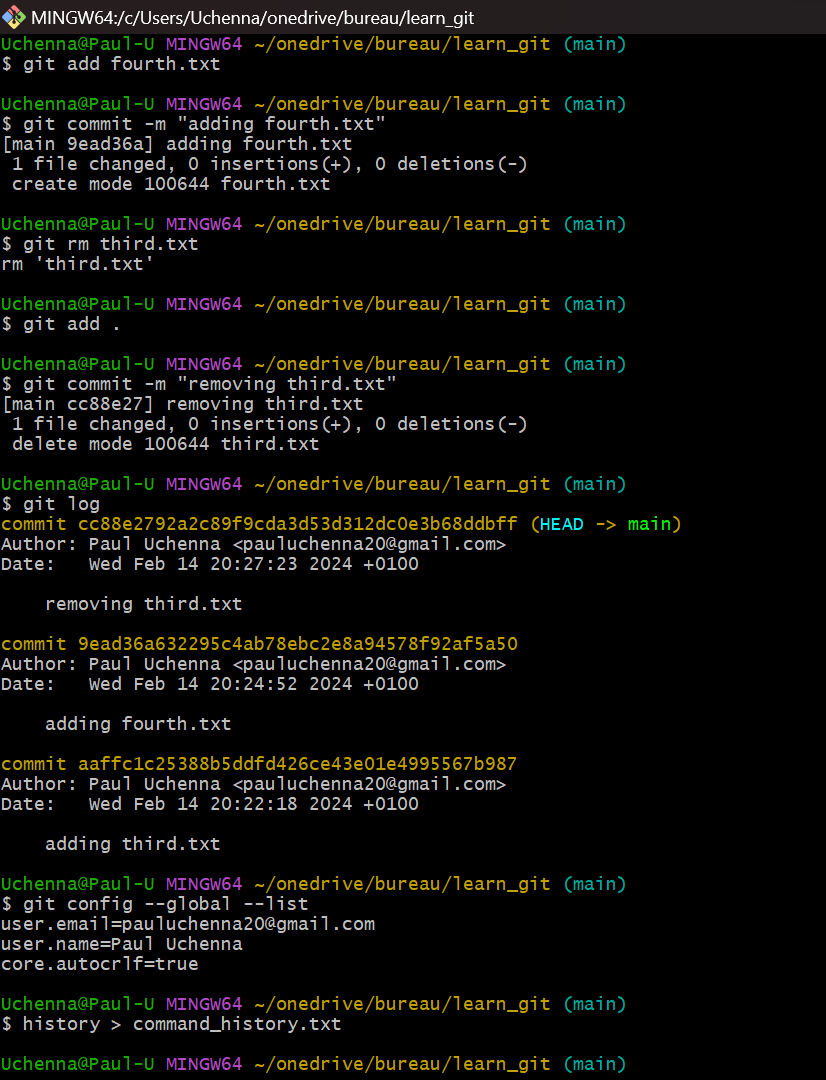 MINGW64:/c/Users/Uchenna/onedrive/bureau/learn_git
Uchenna@Paul-U MINGW64 ~/onedrive/bureau/learn_git (main)
$ git add fourth.txt
Uchenna@Paul-U MINGW64 ~/onedrive/bureau/learn_git (main)
$ git commit -m "adding fourth.txt"
[main 9ead36a] adding fourth.txt
 1 file changed, 0 insertions(+), 0 deletions(-)
 create mode 100644 fourth.txt
Uchenna@Paul-U MINGW64 ~/onedrive/bureau/learn_git (main)
$ git rm third.txt
rm 'third.txt'
Uchenna@Paul-U MINGW64 ~/onedrive/bureau/learn_git (main)
$ git add .
Uchenna@Paul-U MINGW64 ~/onedrive/bureau/learn_git (main)
$ git commit -m "removing third.txt"
[main cc88e27] removing third.txt
 1 file changed, 0 insertions(+), 0 deletions(-)
 delete mode 100644 third.txt
Uchenna@Paul-U MINGW64 ~/onedrive/bureau/learn_git (main)
$ git log
commit cc88e2792a2c89f9cda3d53d312dc0e3b68ddbff (HEAD -> main)
Author: Paul Uchenna <pauluchenna20@gmail.com>
Date:   Wed Feb 14 20:27:23 2024 +0100
    removing third.txt
commit 9ead36a632295c4ab78ebc2e8a94578f92af5a50
Author: Paul Uchenna <pauluchenna20@gmail.com>
Date:   Wed Feb 14 20:24:52 2024 +0100
    adding fourth.txt
commit aaffc1c25388b5ddfd426ce43e01e4995567b987
Author: Paul Uchenna <pauluchenna20@gmail.com>
Date:   Wed Feb 14 20:22:18 2024 +0100
    adding third.txt
Uchenna@Paul-U MINGW64 ~/onedrive/bureau/learn_git (main)
$ git config --global --list
user.email=pauluchenna20@gmail.com
user.name=Paul Uchenna
core.autocrlf=true
Uchenna@Paul-U MINGW64 ~/onedrive/bureau/learn_git (main)
$ history > command_history.txt
Uchenna@Paul-U MINGW64 ~/onedrive/bureau/learn_git (main)